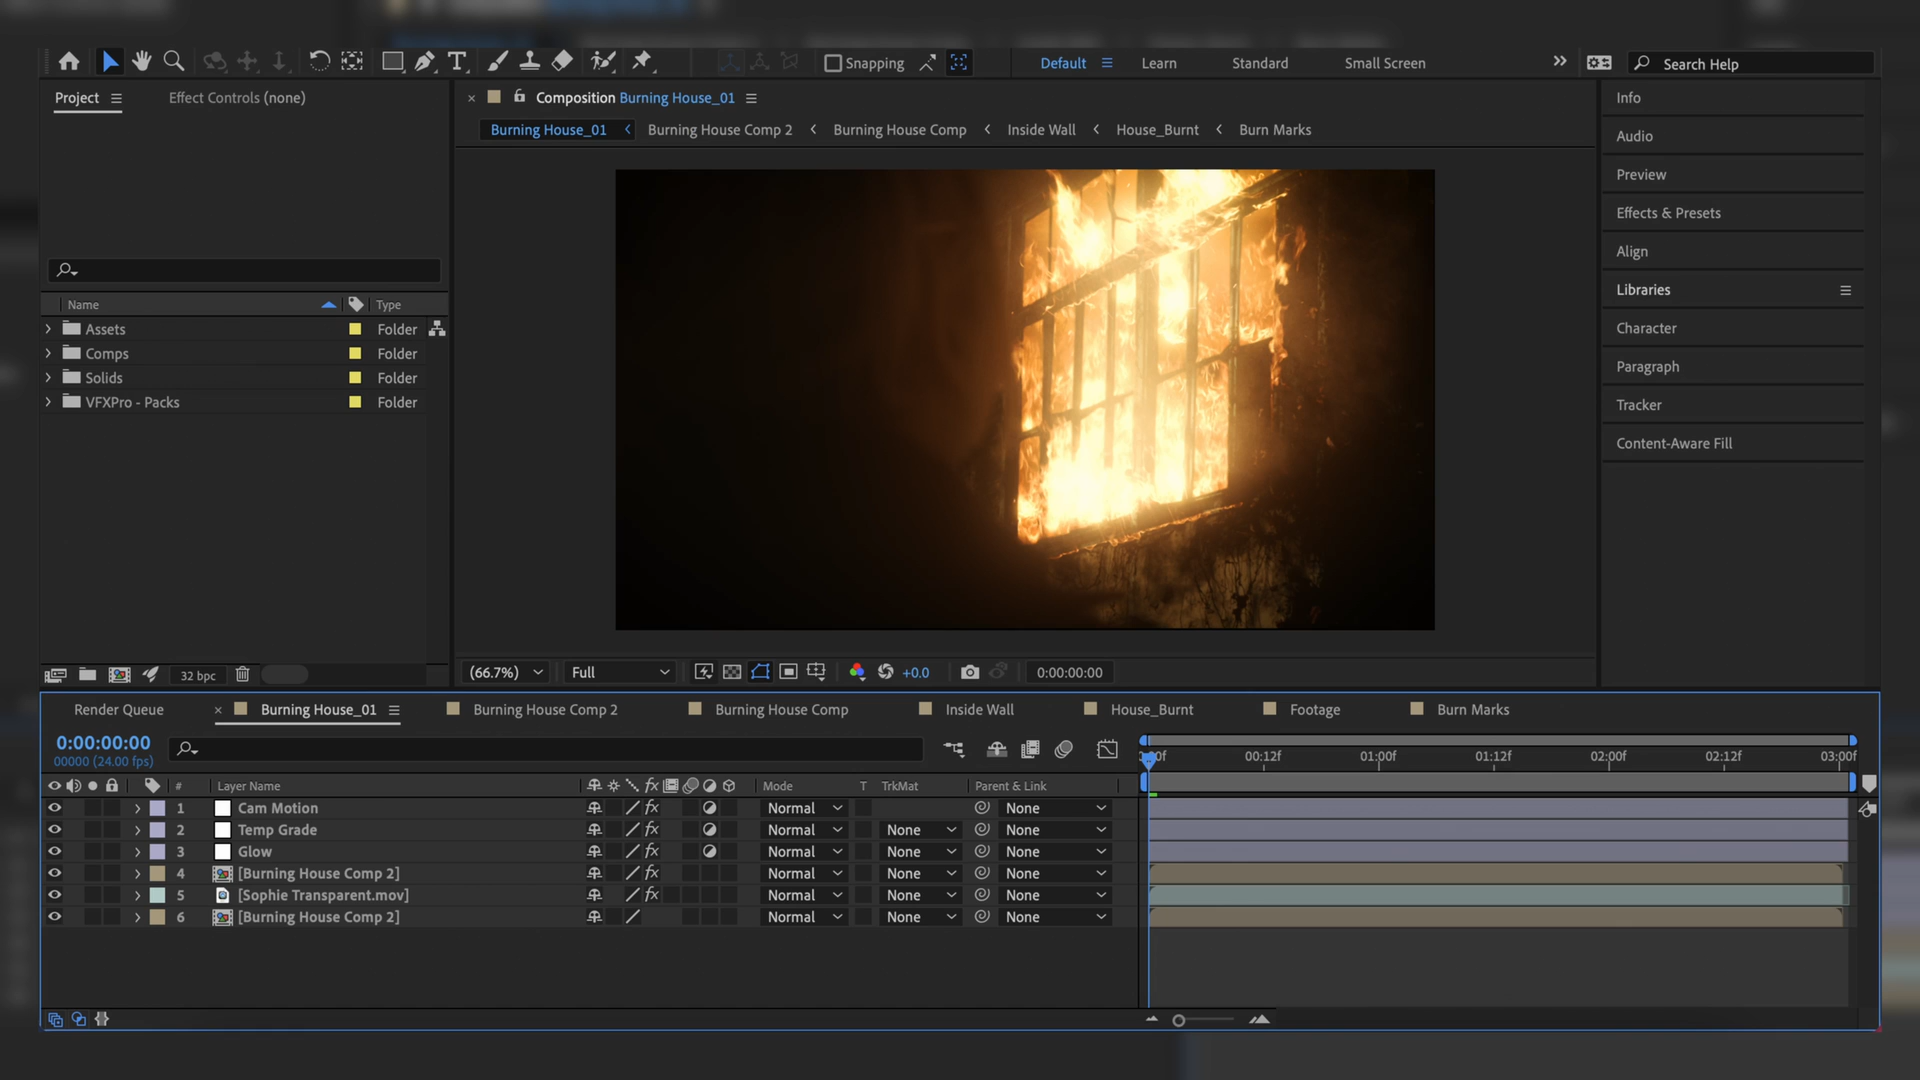 Snapping
Default
Learn
Standard
Small Screen
Search Help
Project
Effect Controls (none)
Composition Burning House_01
Info
Burning House_01 < Burning House Comp 2 < Burning House Comp < Inside Wall < House_Burnt < Burn Marks
Audio
Preview
Effects & Presets
Align
Libraries
Character
Paragraph
Tracker
Content-Aware Fill
Name Type
Assets Folder
Comps Folder
Solids Folder
VFXPro - Packs Folder
32 bpc
(66.7%) Full +0.0 0:00:00:00
Render Queue Burning House_01 Burning House Comp 2 Burning House Comp Inside Wall House_Burnt Footage Burn Marks
0:00:00:00
00000 (24.00 fps)
00:12f 01:00f 01:12f 02:00f 02:12f 03:00f
# Layer Name fx Mode T TrkMat Parent & Link
1 Cam Motion fx Normal None
2 Temp Grade fx Normal None None
3 Glow fx Normal None None
4 [Burning House Comp 2] Normal None None
5 [Sophie Transparent.mov] fx Normal None None
6 [Burning House Comp 2] Normal None None